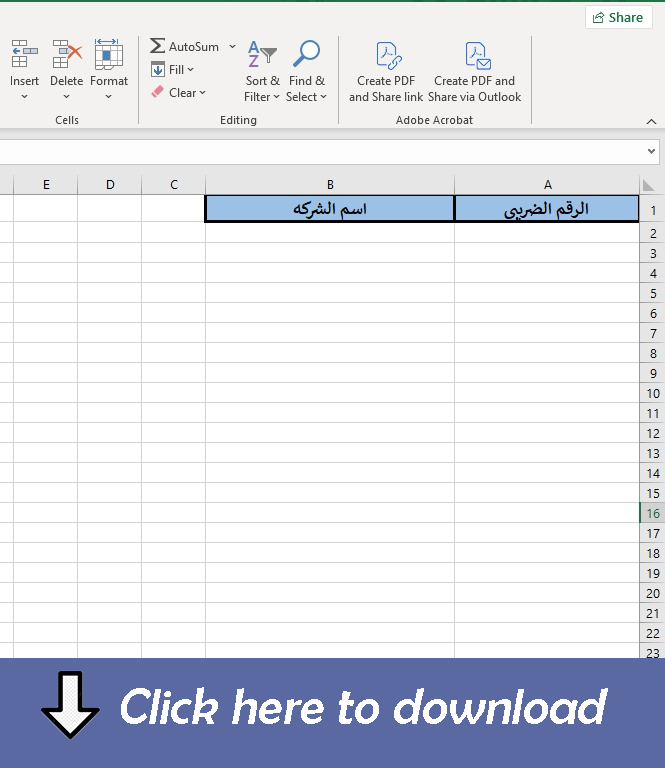 Share
Insert Delete Format
AutoSum
Fill
Clear
Sort & Filter
Find & Select
Create PDF and Share link
Create PDF and Share via Outlook
Cells
Editing
Adobe Acrobat
E D C B A
اسم الشركه
الرقم الضريبى
1
2
3
4
5
6
7
8
9
10
11
12
13
14
15
16
17
18
19
20
21
22
23
Click here to download